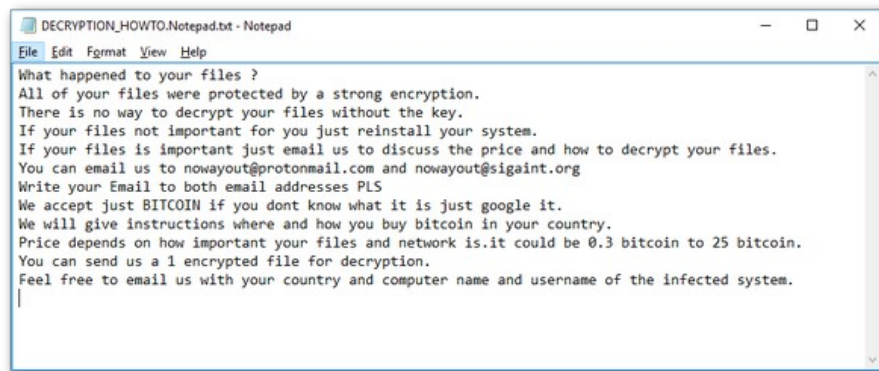 DECRYPTION_HOWTO.Notepad.txt - Notepad
File Edit Format View Help
What happened to your files ?
All of your files were protected by a strong encryption.
There is no way to decrypt your files without the key.
If your files not important for you just reinstall your system.
If your files is important just email us to discuss the price and how to decrypt your files.
You can email us to nowayout@protonmail.com and nowayout@sigaint.org
Write your Email to both email addresses PLS
We accept just BITCOIN if you dont know what it is just google it.
We will give instructions where and how you buy bitcoin in your country.
Price depends on how important your files and network is.it could be 0.3 bitcoin to 25 bitcoin.
You can send us a 1 encrypted file for decryption.
Feel free to email us with your country and computer name and username of the infected system.